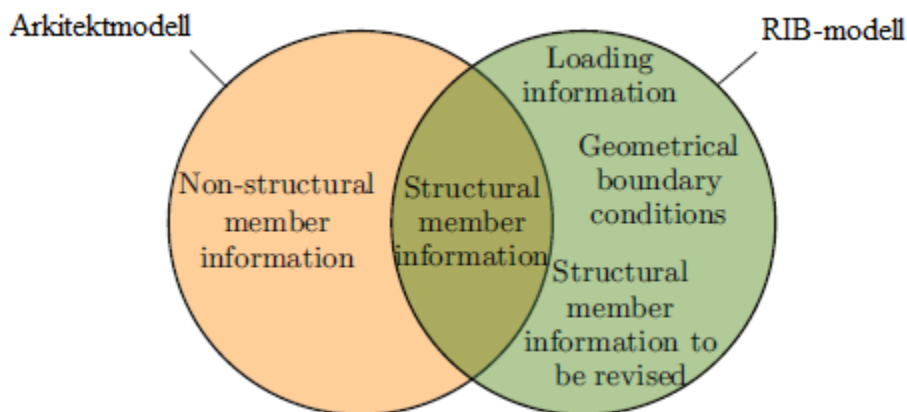 Arkitektmodell
RIB-modell
Non-structural
member
information
Structural
member
information
Loading
information
Geometrical
boundary
conditions
Structural
member
information to
be revised